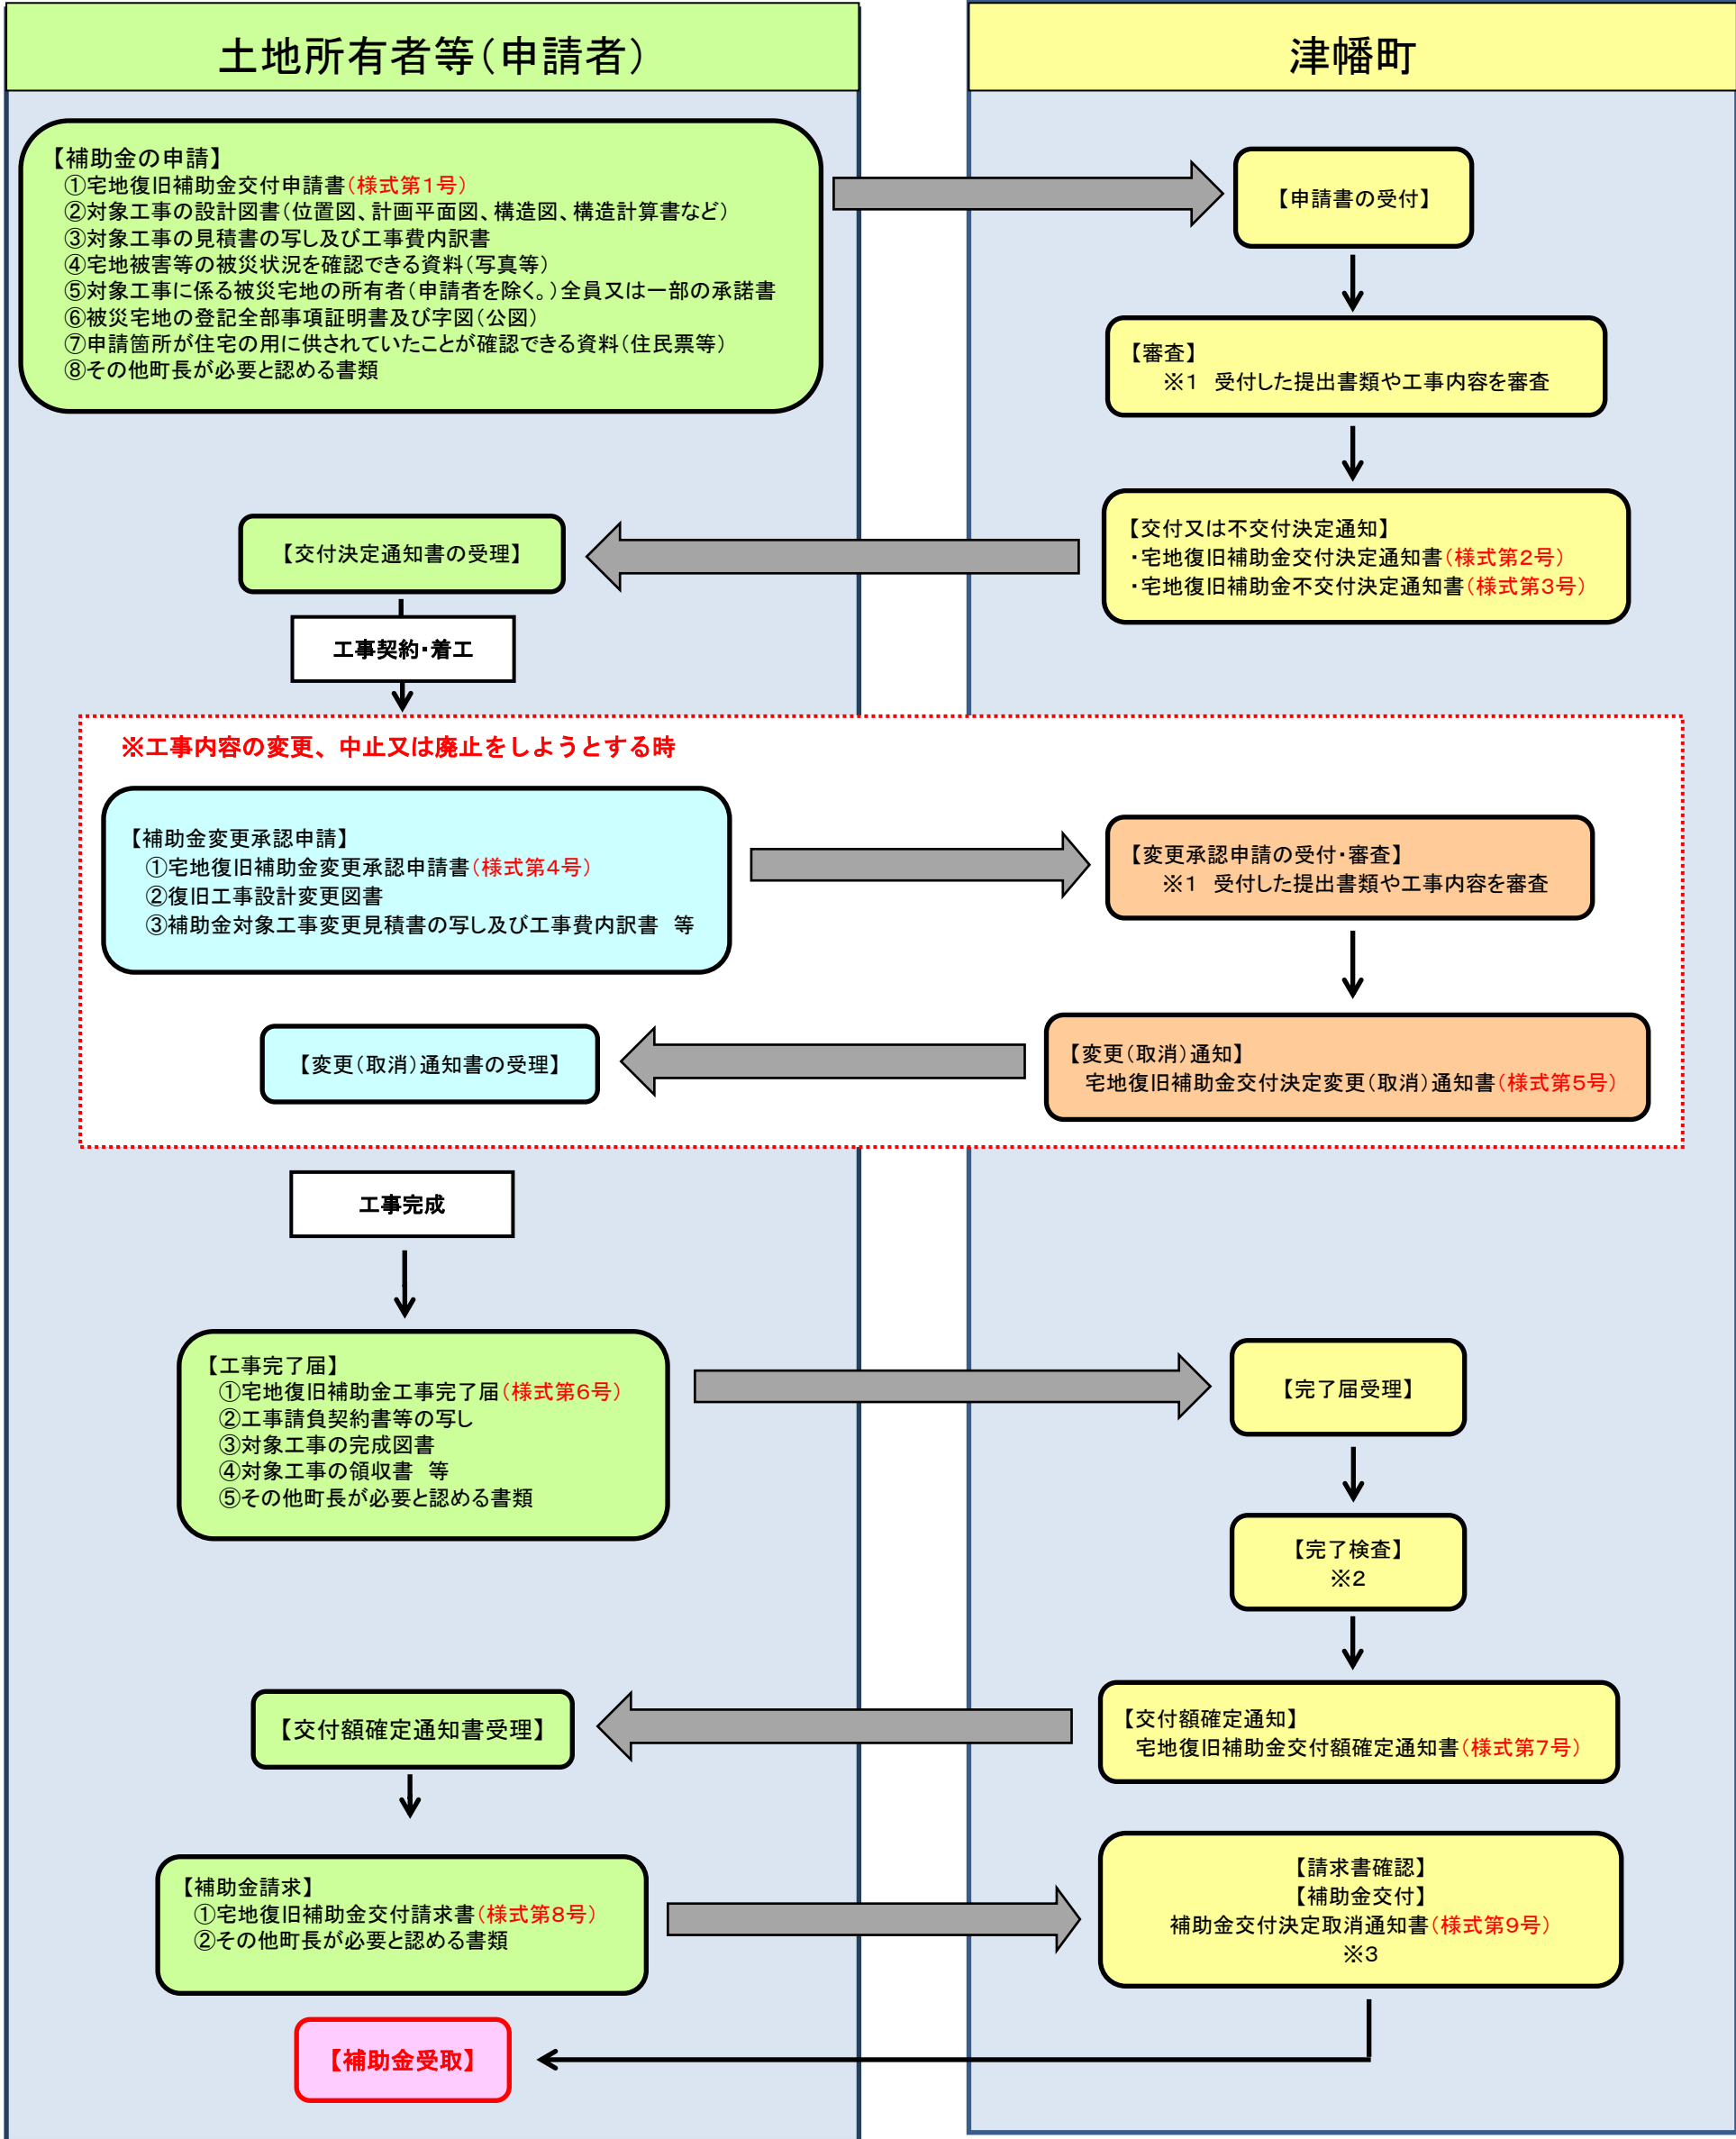 土地所有者等（申請者）
津幡町
【補助金の申請】
①宅地復旧補助金交付申請書（様式第1号）
②対象工事の設計図書（位置図、計画平面図、構造図、構造計算書など）
③対象工事の見積書の写し及び工事費内訳書
④宅地被害等の被災状況を確認できる資料（写真等）
⑤対象工事に係る被災宅地の所有者（申請者を除く。）全員又は一部の承諾書
⑥被災宅地の登記全部事項証明書及び字図（公図）
⑦申請箇所が住宅の用に供されていたことが確認できる資料（住民票等）
⑧その他町長が必要と認める書類
【申請書の受付】
【審査】
※1　受付した提出書類や工事内容を審査
【交付又は不交付決定通知】
・宅地復旧補助金交付決定通知書（様式第2号）
・宅地復旧補助金不交付決定通知書（様式第3号）
【交付決定通知書の受理】
工事契約・着工
※工事内容の変更、中止又は廃止をしようとする時
【補助金変更承認申請】
①宅地復旧補助金変更承認申請書（様式第4号）
②復旧工事設計変更図書
③補助金対象工事変更見積書の写し及び工事費内訳書　等
【変更承認申請の受付・審査】
※1　受付した提出書類や工事内容を審査
【変更（取消）通知】
宅地復旧補助金交付決定変更（取消）通知書（様式第5号）
【変更（取消）通知書の受理】
工事完成
【工事完了届】
①宅地復旧補助金工事完了届（様式第6号）
②工事請負契約書等の写し
③対象工事の完成図書
④対象工事の領収書　等
⑤その他町長が必要と認める書類
【完了届受理】
【完了検査】
※2
【交付額確定通知】
宅地復旧補助金交付額確定通知書（様式第7号）
【交付額確定通知書受理】
【補助金請求】
①宅地復旧補助金交付請求書（様式第8号）
②その他町長が必要と認める書類
【請求書確認】
【補助金交付】
補助金交付決定取消通知書（様式第9号）
※3
【補助金受取】